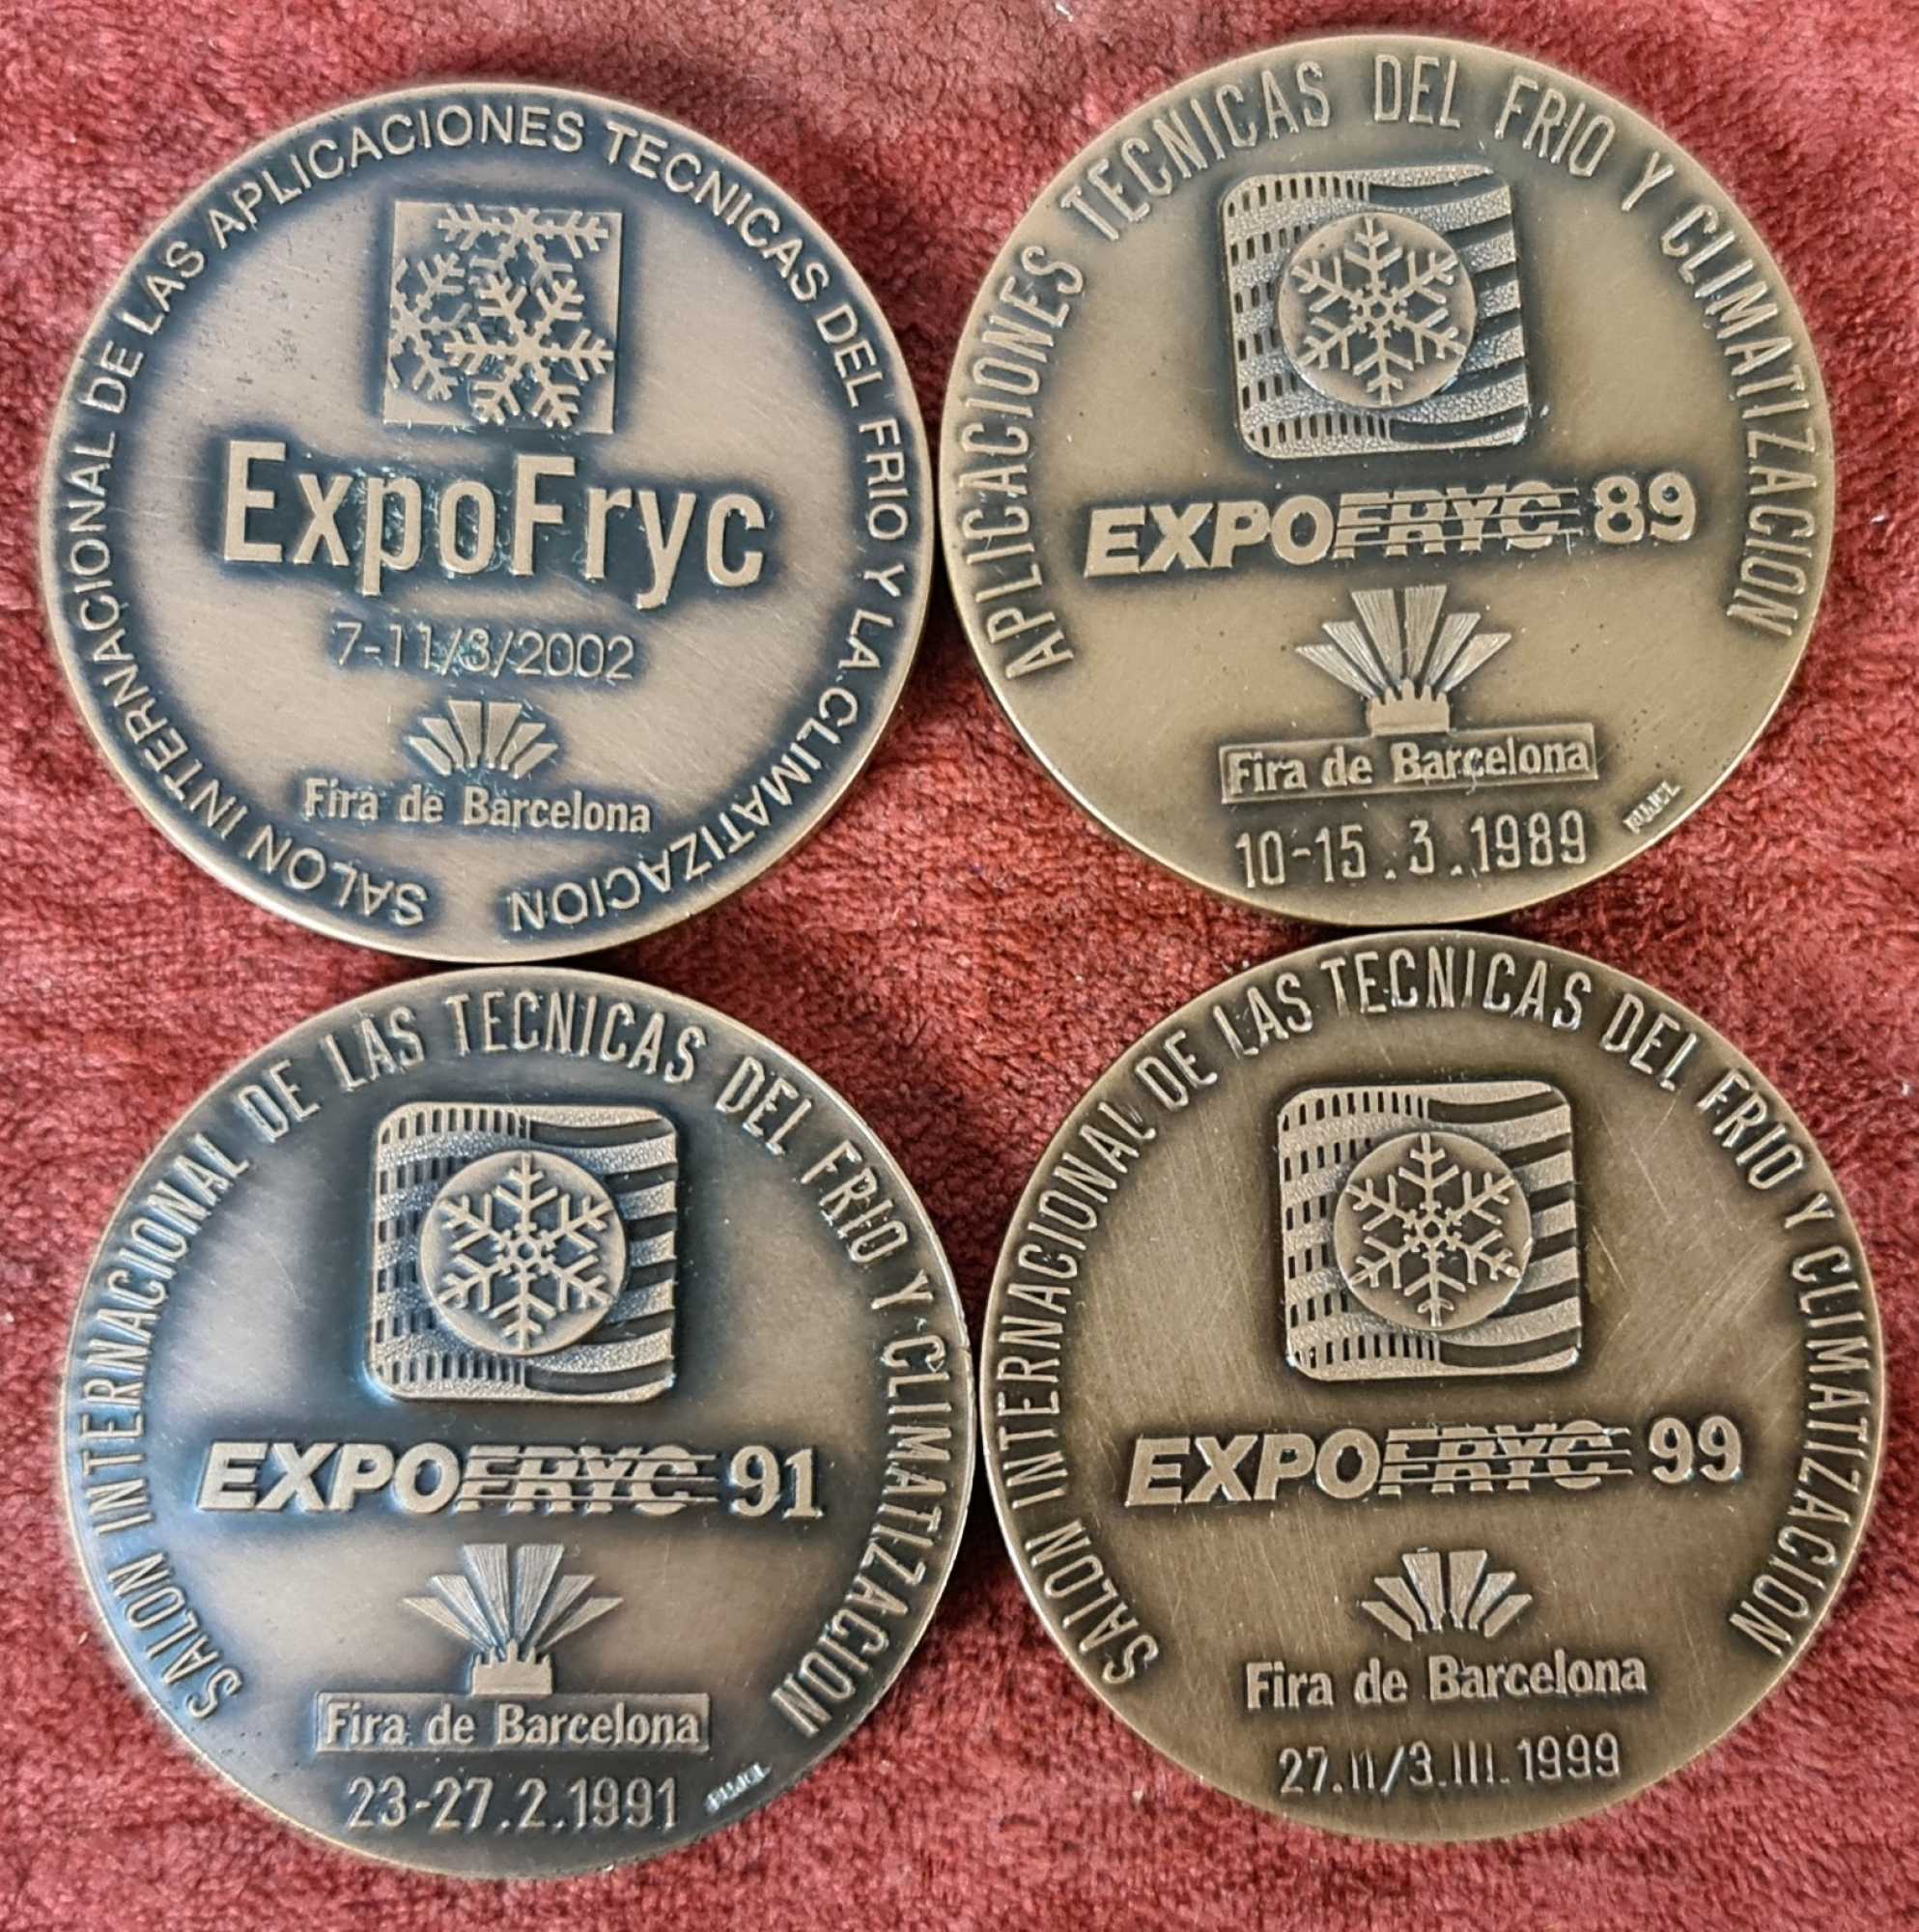 SALON INTERNACIONAL DE LAS APLICACIONES TECNICAS DEL FRIO Y LA CLIMATIZACION
ExpoFryc
7-11/3/2002
Fira de Barcelona
APLICACIONES TECNICAS DEL FRIO Y CLIMATIZACION
EXPOFRYC 89
Fira de Barcelona
10-15.3.1989
PUJOL
SALON INTERNACIONAL DE LAS TECNICAS DEL FRIO Y CLIMATIZACION
EXPOFRYC 91
Fira de Barcelona
23-27.2.1991
PUJOL
SALON INTERNACIONAL DE LAS TECNICAS DEL FRIO Y CLIMATIZACION
EXPOFRYC 99
Fira de Barcelona
27.II/3.III.1999